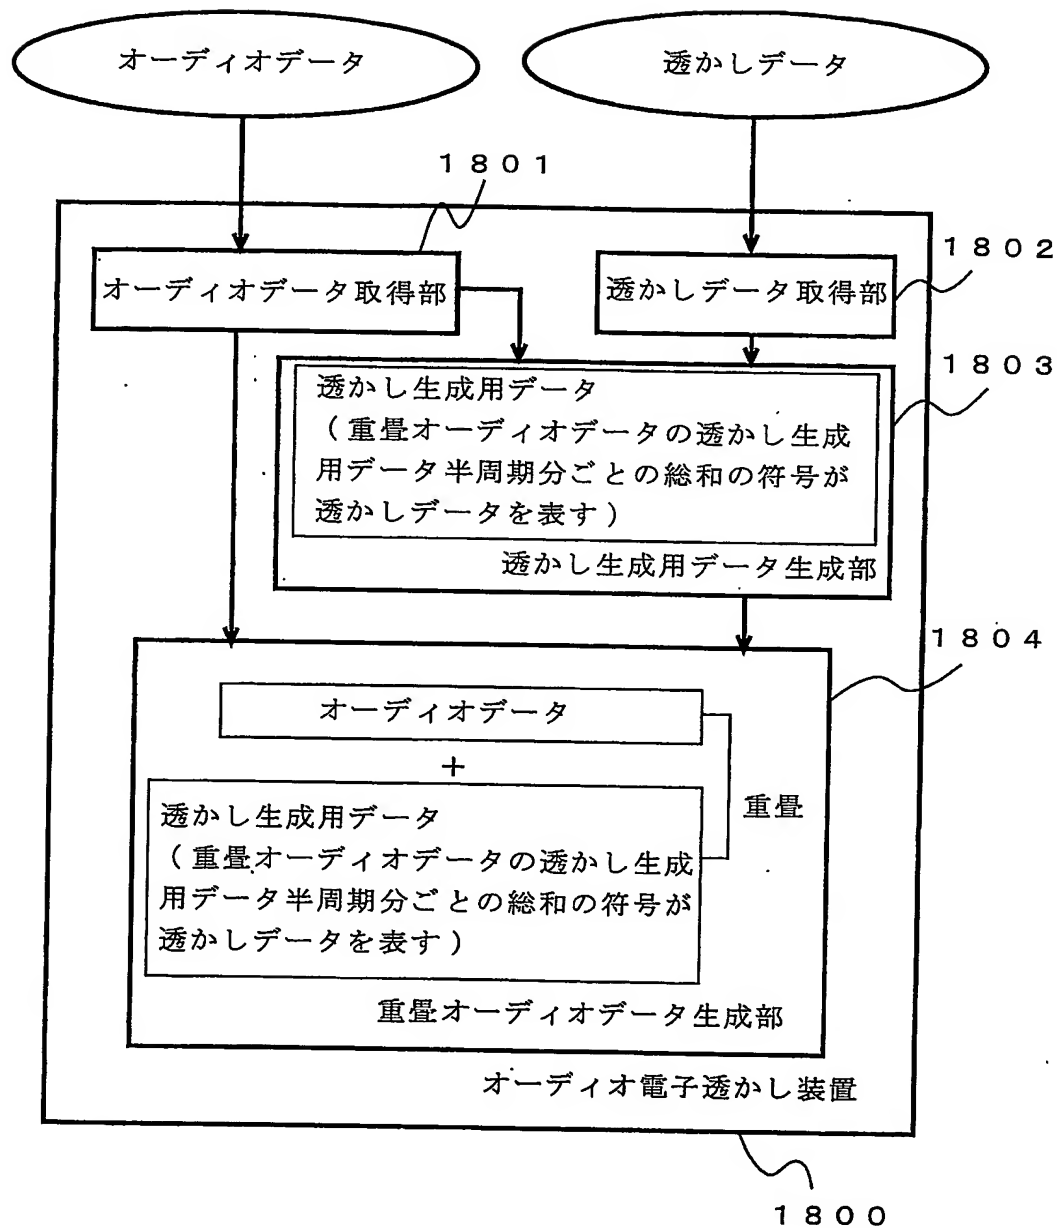 オーディオデータ
透かしデータ
1801
1802
オーディオデータ取得部
透かしデータ取得部
1803
透かし生成用データ
(重畳オーディオデータの透かし生成
用データ半周期分ごとの総和の符号が
透かしデータを表す)
透かし生成用データ生成部
1804
オーディオデータ
+
重畳
透かし生成用データ
(重畳オーディオデータの透かし生成
用データ半周期分ごとの総和の符号が
透かしデータを表す)
重畳オーディオデータ生成部
オーディオ電子透かし装置
1800